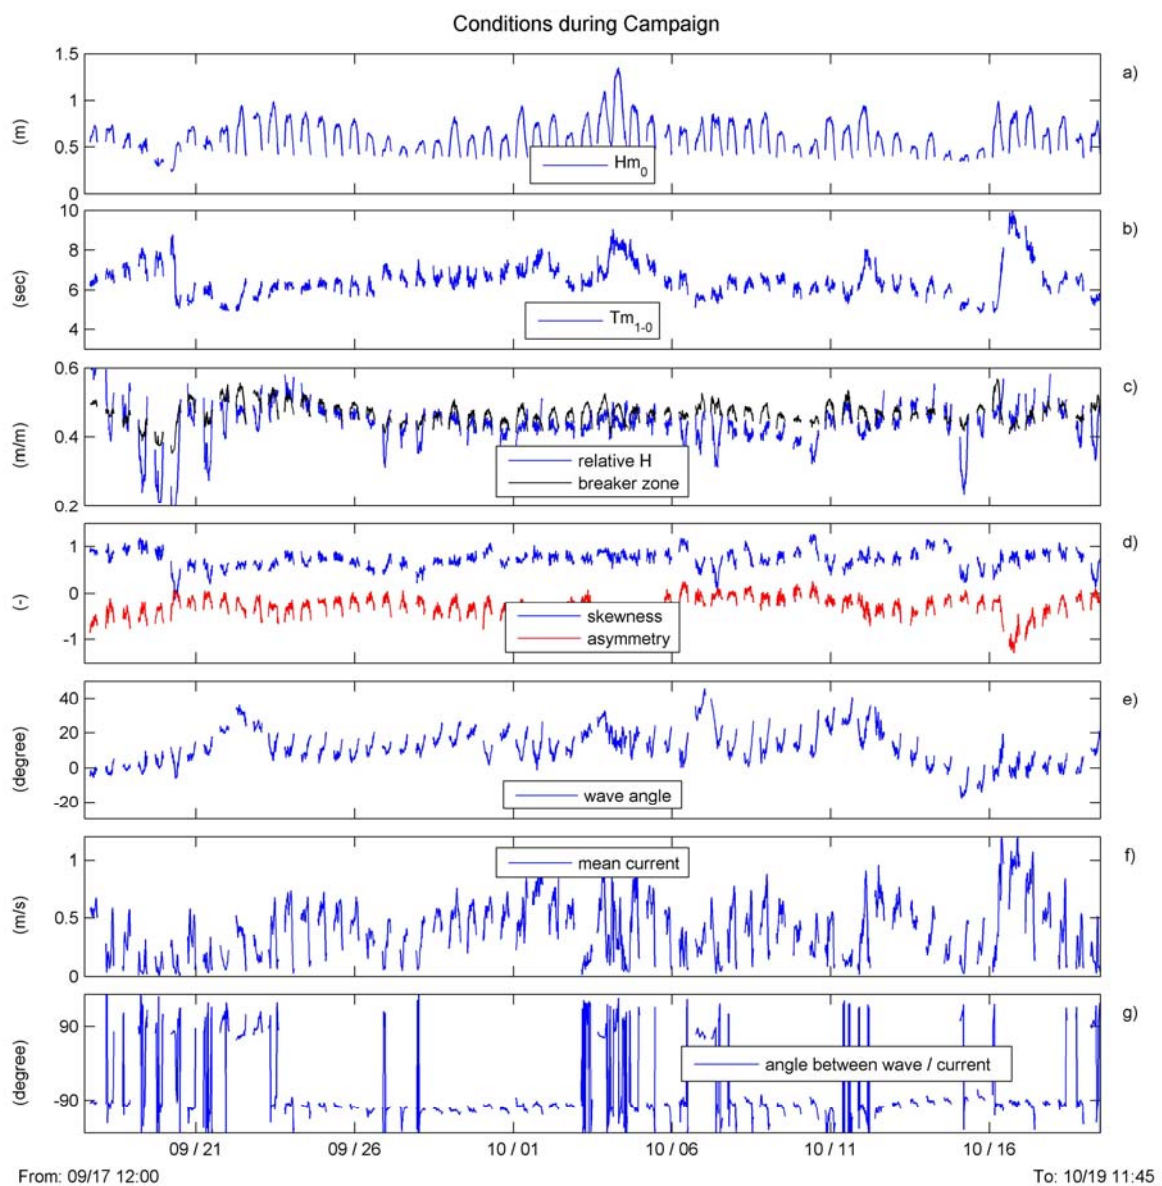 Conditions during Campaign
1.5
1
0.5
0
(m)
Hm0
a)
10
8
6
4
(sec)
Tm1-0
b)
0.6
0.4
0.2
(m/m)
relative H
breaker zone
c)
1
0
-1
(-)
skewness
asymmetry
d)
40
20
0
-20
(degree)
wave angle
e)
1
0.5
0
(m/s)
mean current
f)
90
-90
(degree)
angle between wave / current
g)
09 / 21 09 / 26 10 / 01 10 / 06 10 / 11 10 / 16
From: 09/17 12:00 To: 10/19 11:45